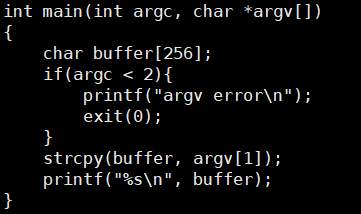 int main(int argc, char *argv[])
{
    char buffer[256];
    if(argc < 2){
        printf("argv error\n");
        exit(0);
    }
    strcpy(buffer, argv[1]);
    printf("%s\n", buffer);
}